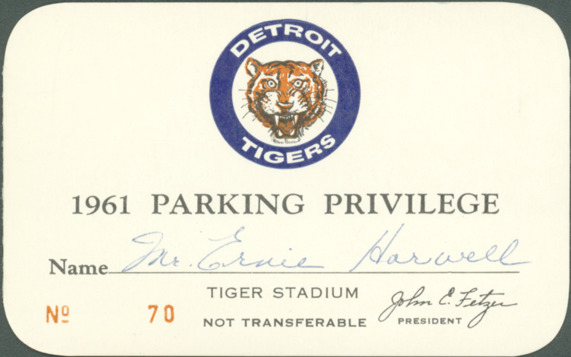 DETROIT
TIGERS
1961 PARKING PRIVILEGE
Name Mr. Ernie Harwell
TIGER STADIUM
John E. Fetzer
Nº 70
NOT TRANSFERABLE
PRESIDENT